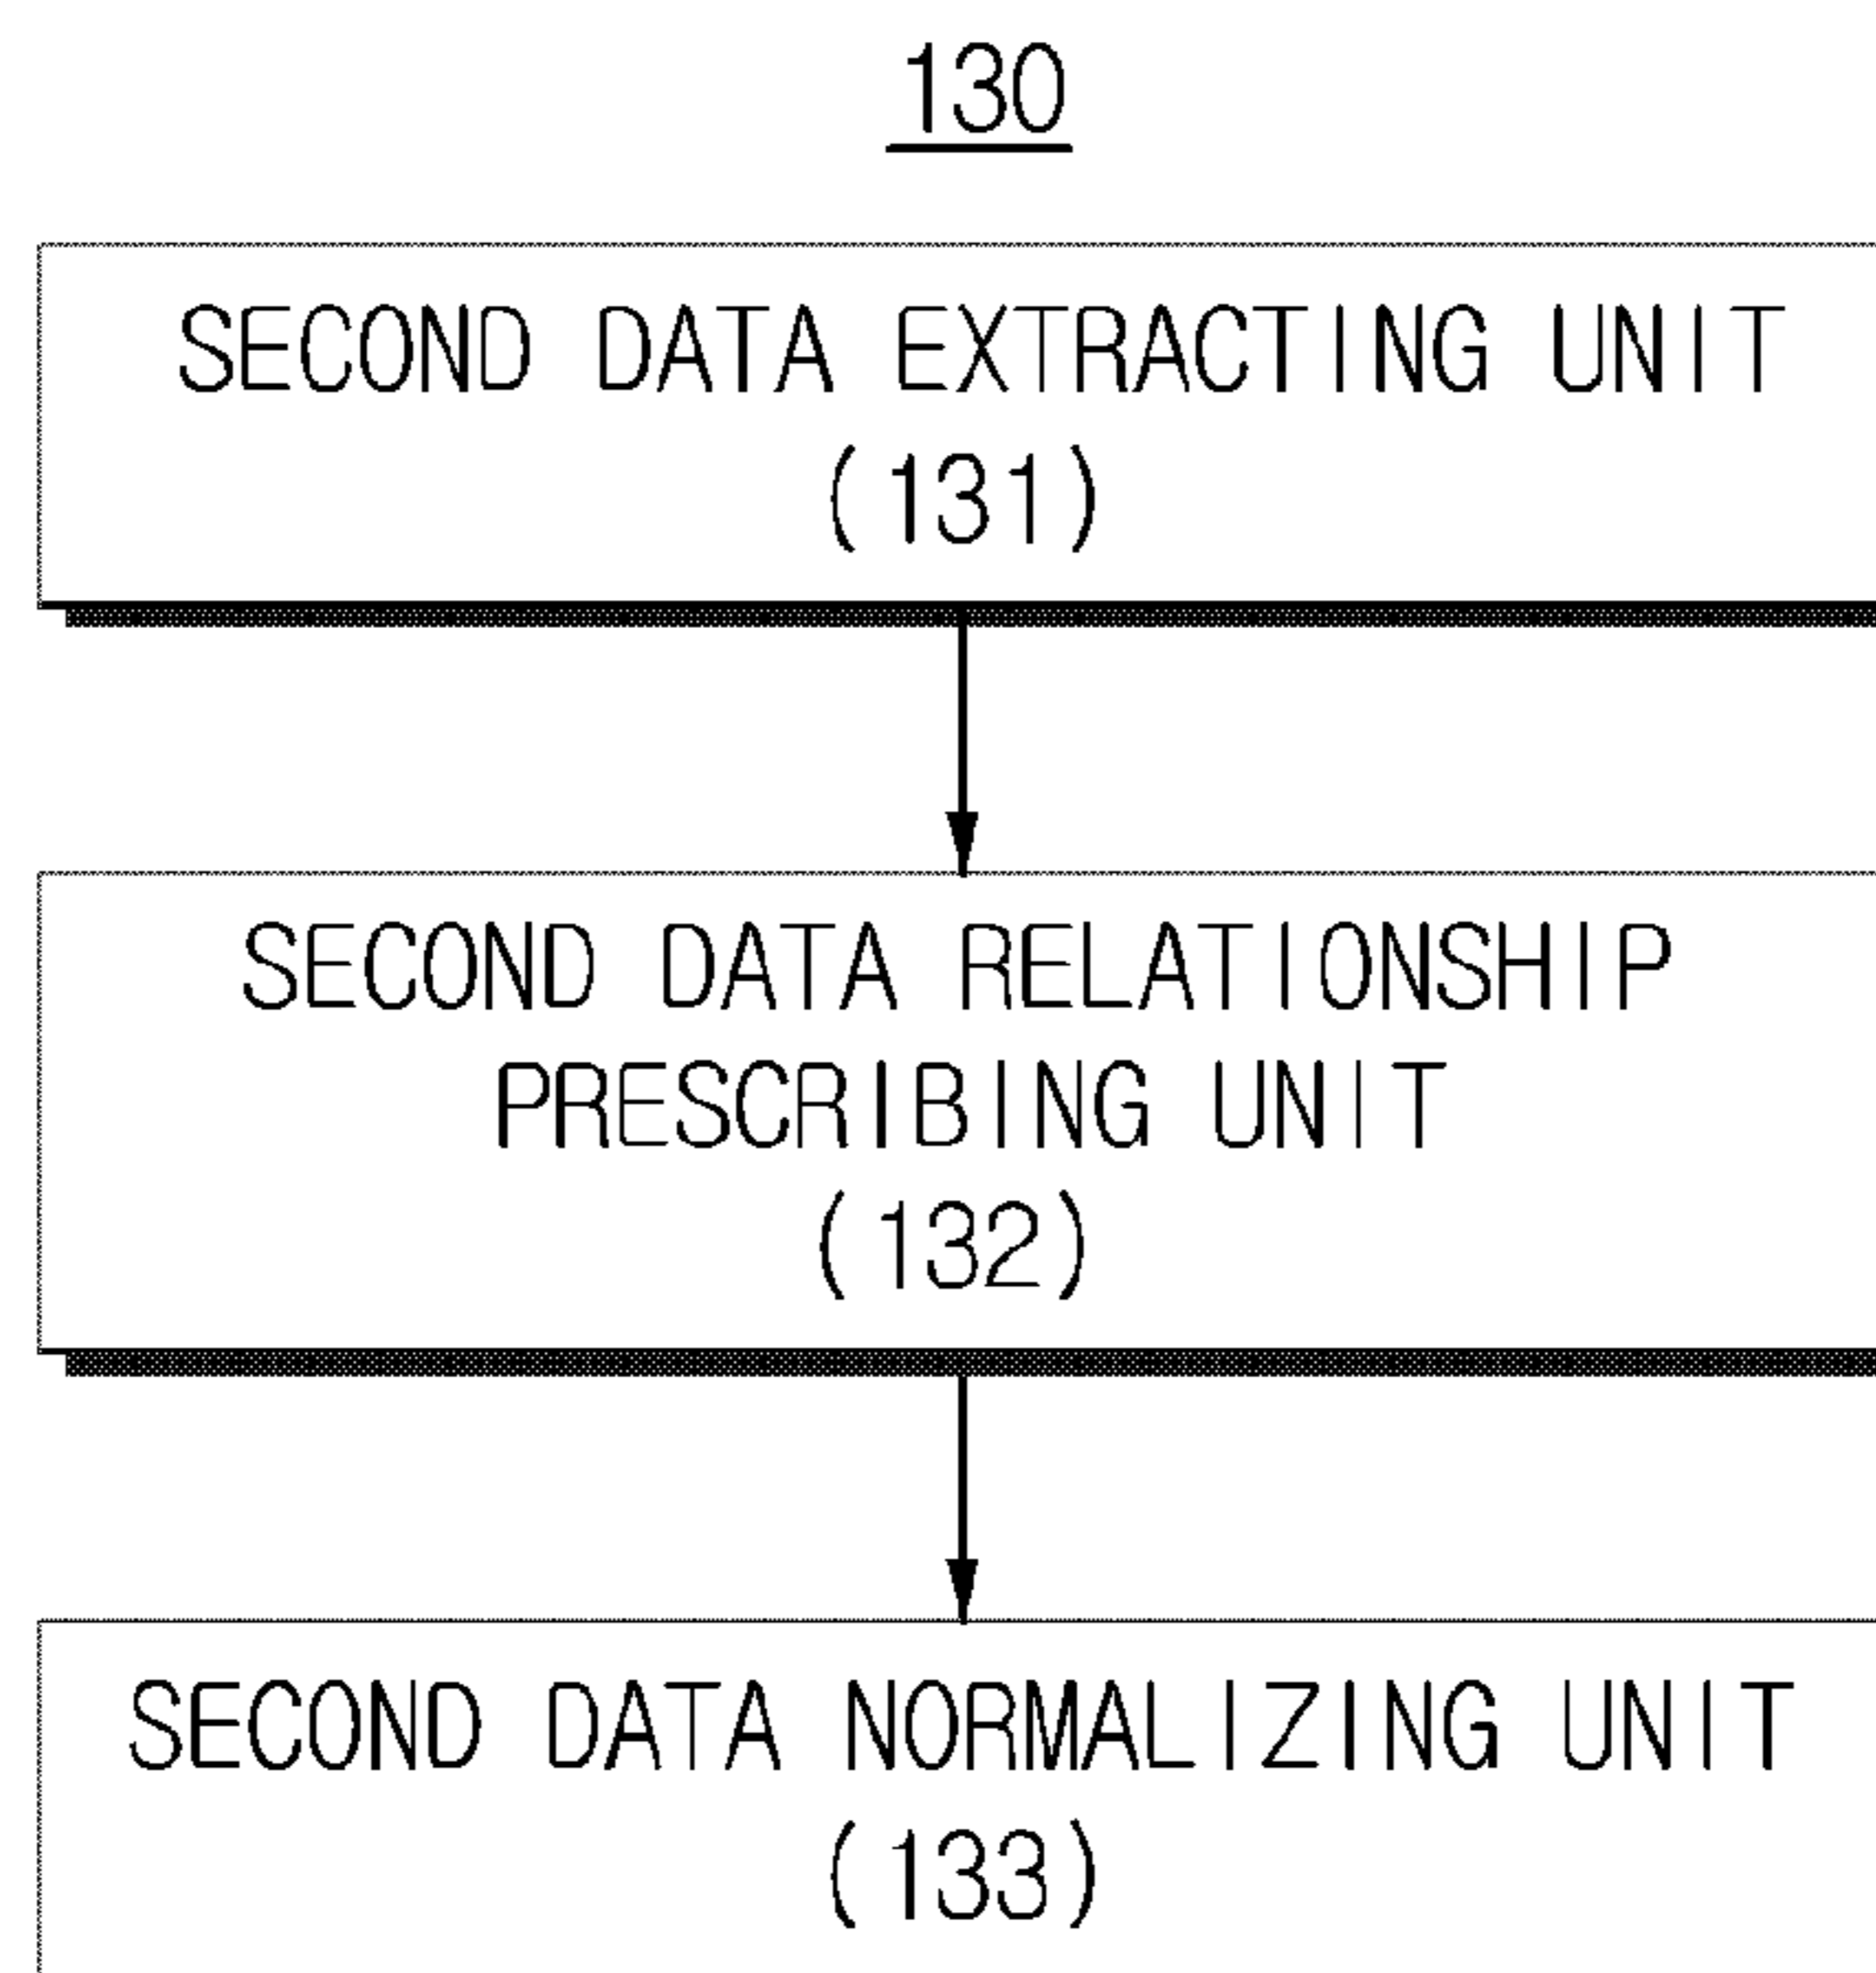 130
SECOND DATA EXTRACTING UNIT
(131)
SECOND DATA RELATIONSHIP
PRESCRIBING UNIT
(132)
SECOND DATA NORMALIZING UNIT
(133)